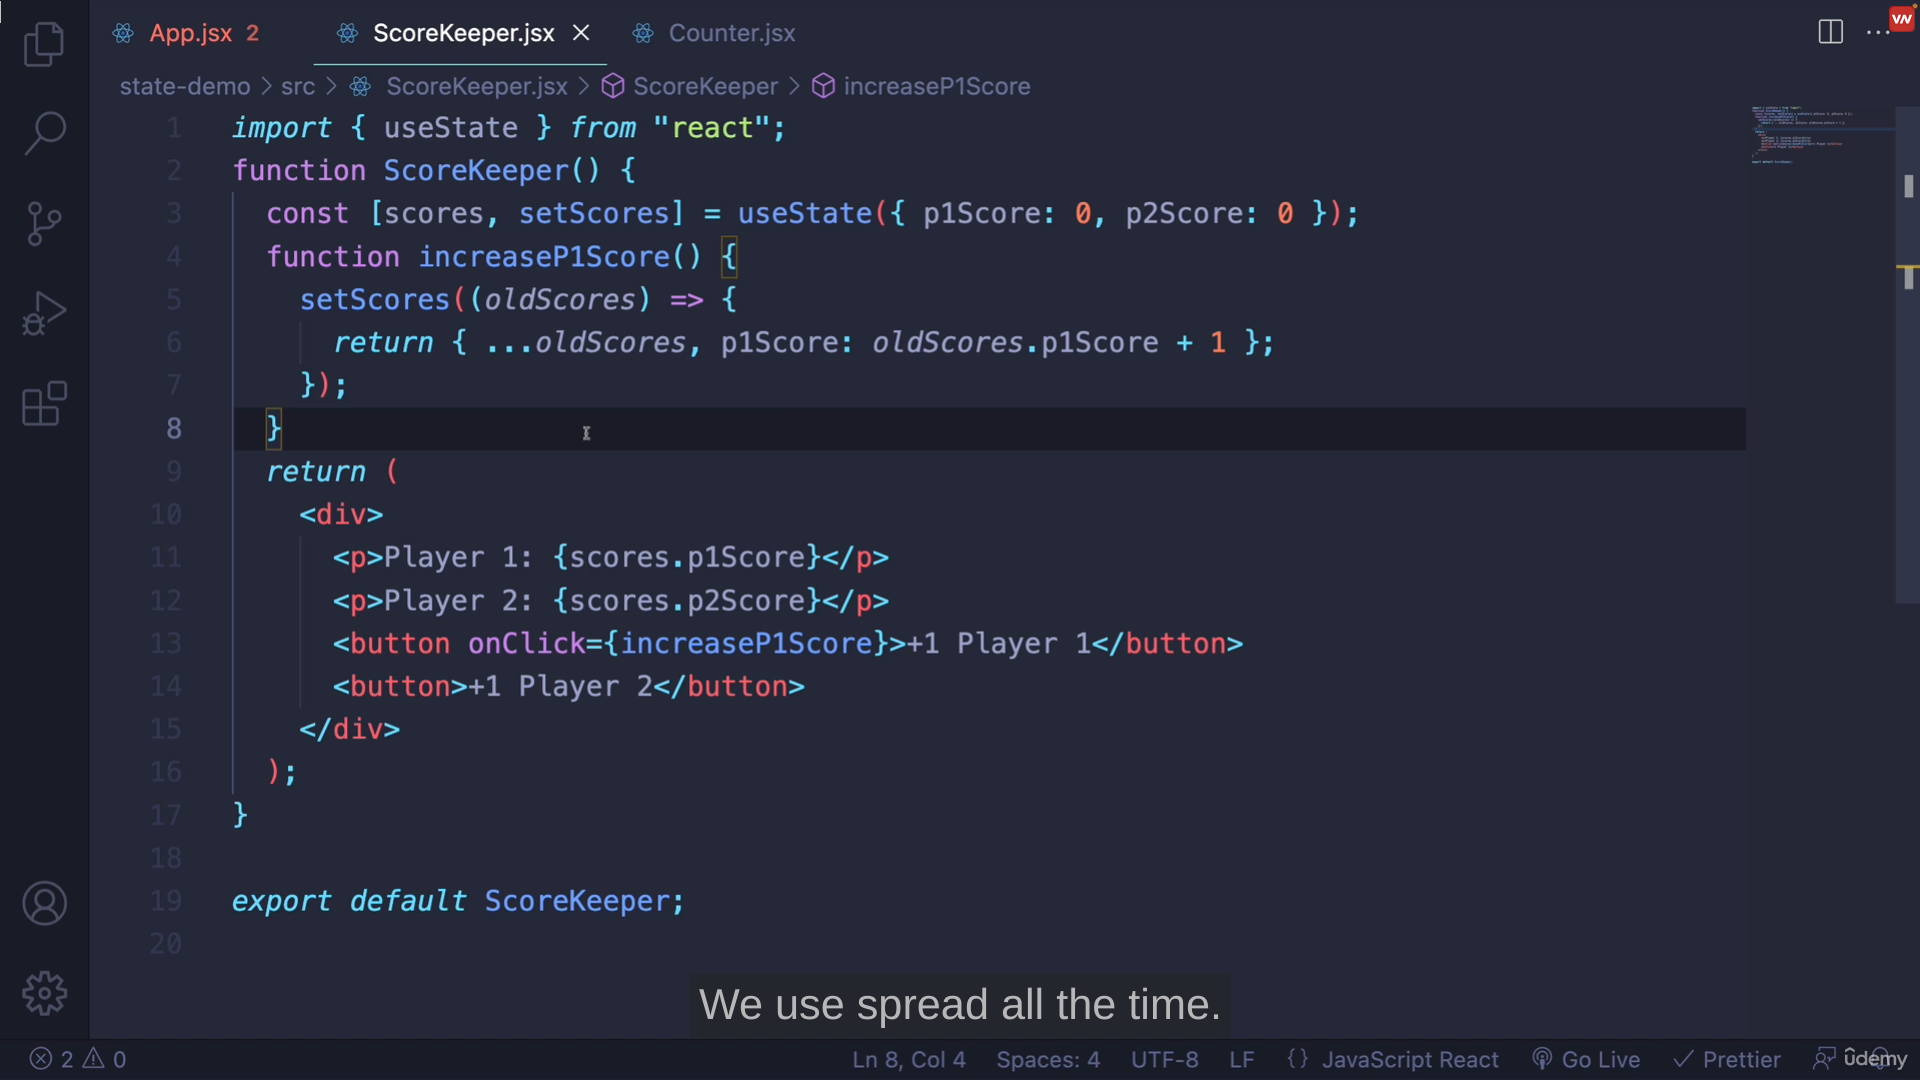 App.jsx 2 ScoreKeeper.jsx Counter.jsx
VW
state-demo > src > ScoreKeeper.jsx > ScoreKeeper > increaseP1Score
1 import { useState } from "react";
2 function ScoreKeeper() {
3 const [scores, setScores] = useState({ p1Score: 0, p2Score: 0 });
4 function increaseP1Score() {
5 setScores((oldScores) => {
6 return { ...oldScores, p1Score: oldScores.p1Score + 1 };
7 });
8 }
9 return (
10 <div>
11 <p>Player 1: {scores.p1Score}</p>
12 <p>Player 2: {scores.p2Score}</p>
13 <button onClick={increaseP1Score}>+1 Player 1</button>
14 <button>+1 Player 2</button>
15 </div>
16 );
17 }
18
19 export default ScoreKeeper;
20
We use spread all the time.
2 0 Ln 8, Col 4 Spaces: 4 UTF-8 LF {} JavaScript React Go Live Prettier ûdemy